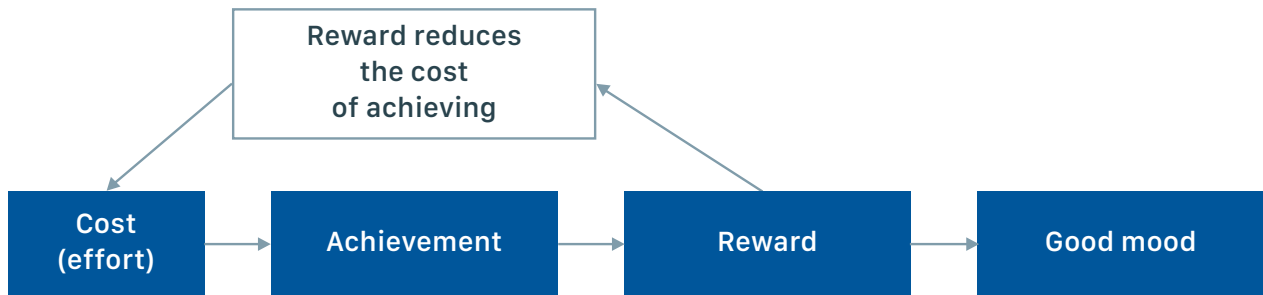 Reward reduces
the cost
of achieving
Cost
(effort)
Achievement
Reward
Good mood